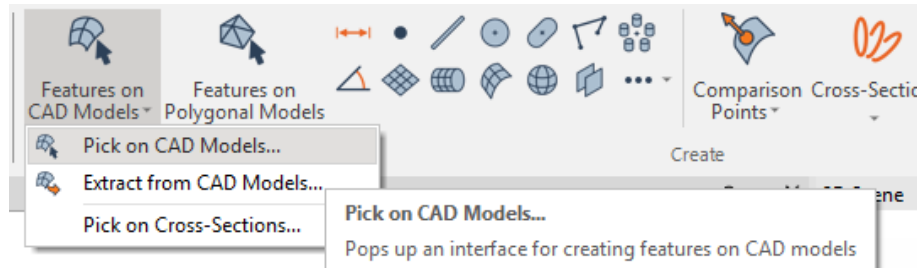 Features on
CAD Models
Features on
Polygonal Models
Comparison
Points
Cross-Sectio
Create
Pick on CAD Models...
Extract from CAD Models...
Pick on Cross-Sections...
ene
Pick on CAD Models...
Pops up an interface for creating features on CAD models